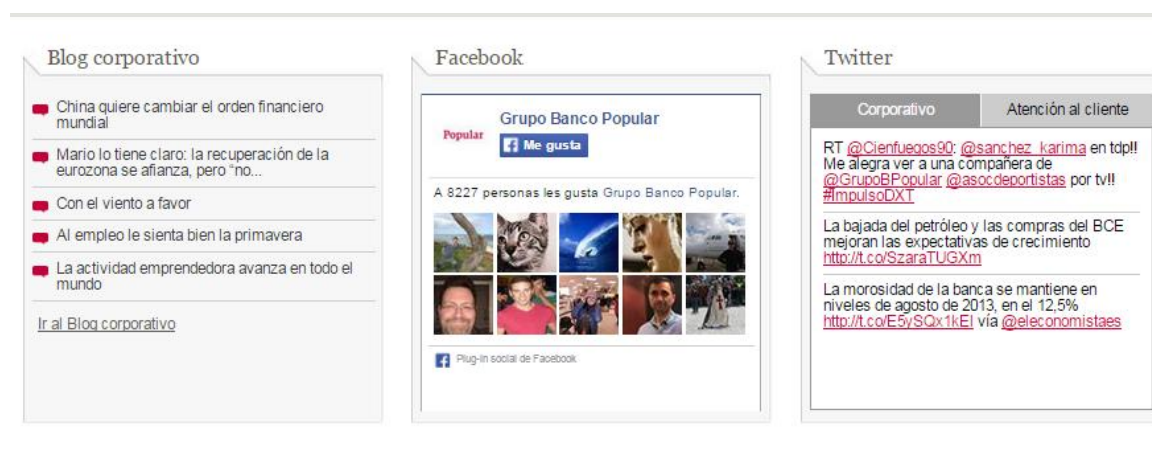 Blog corporativo
China quiere cambiar el orden financiero
mundial
Mario lo tiene claro: la recuperación de la
eurozona se afianza, pero “no...
Con el viento a favor
Al empleo le sienta bien la primavera
La actividad emprendedora avanza en todo el
mundo
Ir al Blog corporativo
Facebook
Popular
Grupo Banco Popular
Me gusta
A 8227 personas les gusta Grupo Banco Popular.
Plug-in social de Facebook
Twitter
Corporativo
Atención al cliente
RT @Cienfuegos90: @sanchez_karima en tdp!!
Me alegra ver a una compañera de
@GrupoBPopular @asocdeportistas por tv!!
#ImpulsoDXT
La bajada del petróleo y las compras del BCE
mejoran las expectativas de crecimiento
http://t.co/SzaraTUGXm
La morosidad de la banca se mantiene en
niveles de agosto de 2013, en el 12,5%
http://t.co/E5ySQx1kEI vía @eleconomistaes